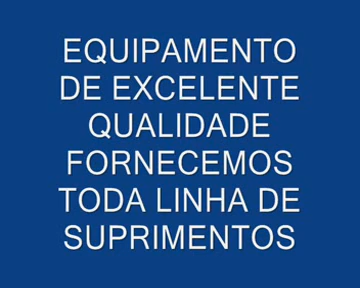 EQUIPAMENTO
DE EXCELENTE
QUALIDADE
FORNECEMOS
TODA LINHA DE
SUPRIMENTOS